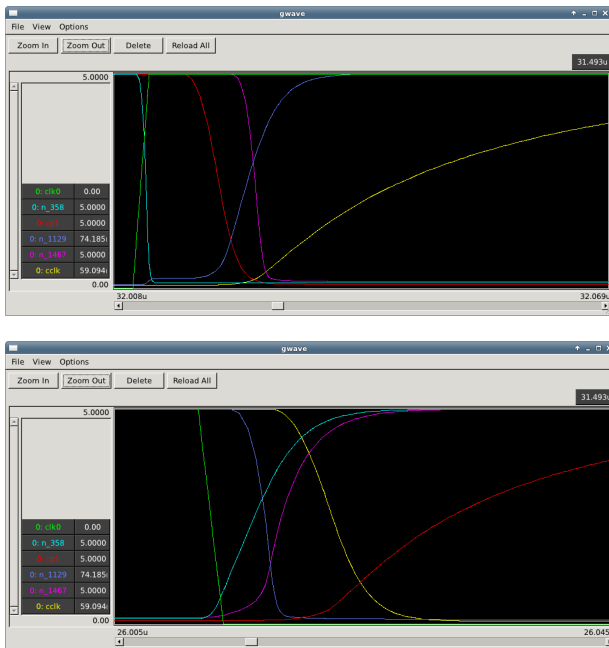 gwave
File View Options
Zoom In Zoom Out Delete Reload All
31.493u
5.0000
0: clk0 0.00
0: n_358 5.0000
5.0000
0: n_1129 74.185
0: n_1467 5.0000
0: cclk 59.094
0.00
32.008u 32.069u
gwave
File View Options
Zoom In Zoom Out Delete Reload All
31.493u
5.0000
0: clk0 0.00
0: n_358 5.0000
5.0000
0: n_1129 74.185
0: n_1467 5.0000
0: cclk 59.094
0.00
26.005u 26.045